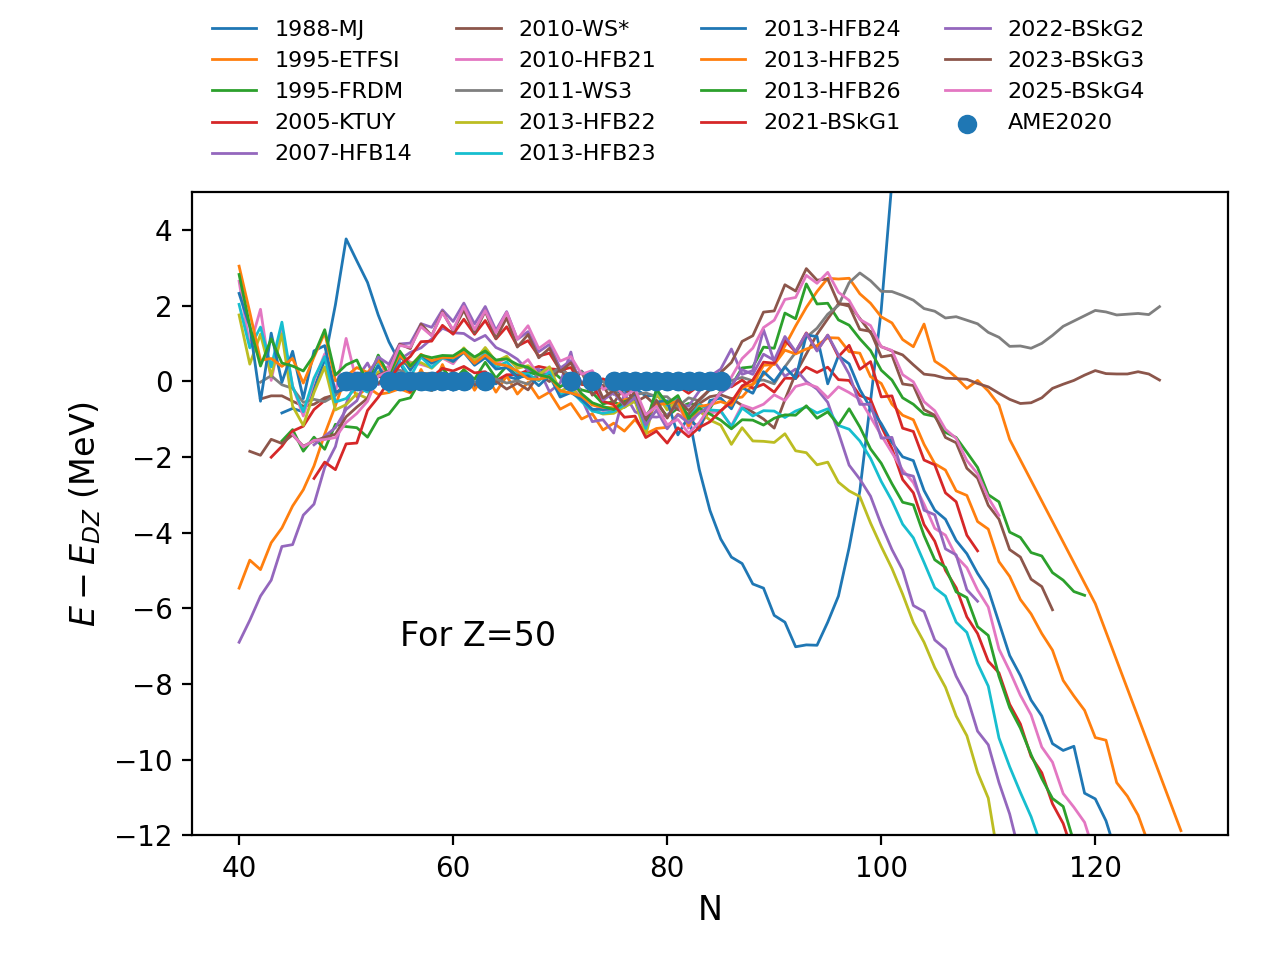 1988-MJ
1995-ETFSI
1995-FRDM
2005-KTUY
2007-HFB14
2010-WS*
2010-HFB21
2011-WS3
2013-HFB22
2013-HFB23
2013-HFB24
2013-HFB25
2013-HFB26
2021-BSkG1
2022-BSkG2
2023-BSkG3
2025-BSkG4
AME2020
4
2
0
−2
−4
−6
−8
−10
−12
E − E_DZ (MeV)
For Z=50
40 60 80 100 120
N